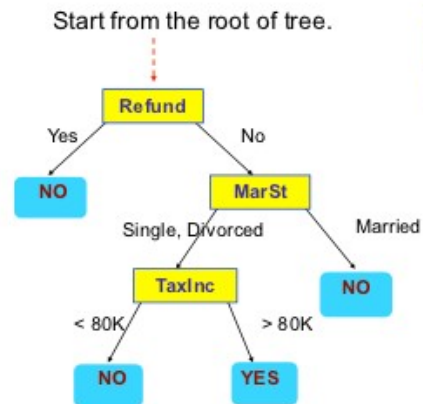 Start from the root of tree.
Refund
Yes
No
NO
MarSt
Single, Divorced
Married
TaxInc
NO
< 80K
> 80K
NO
YES